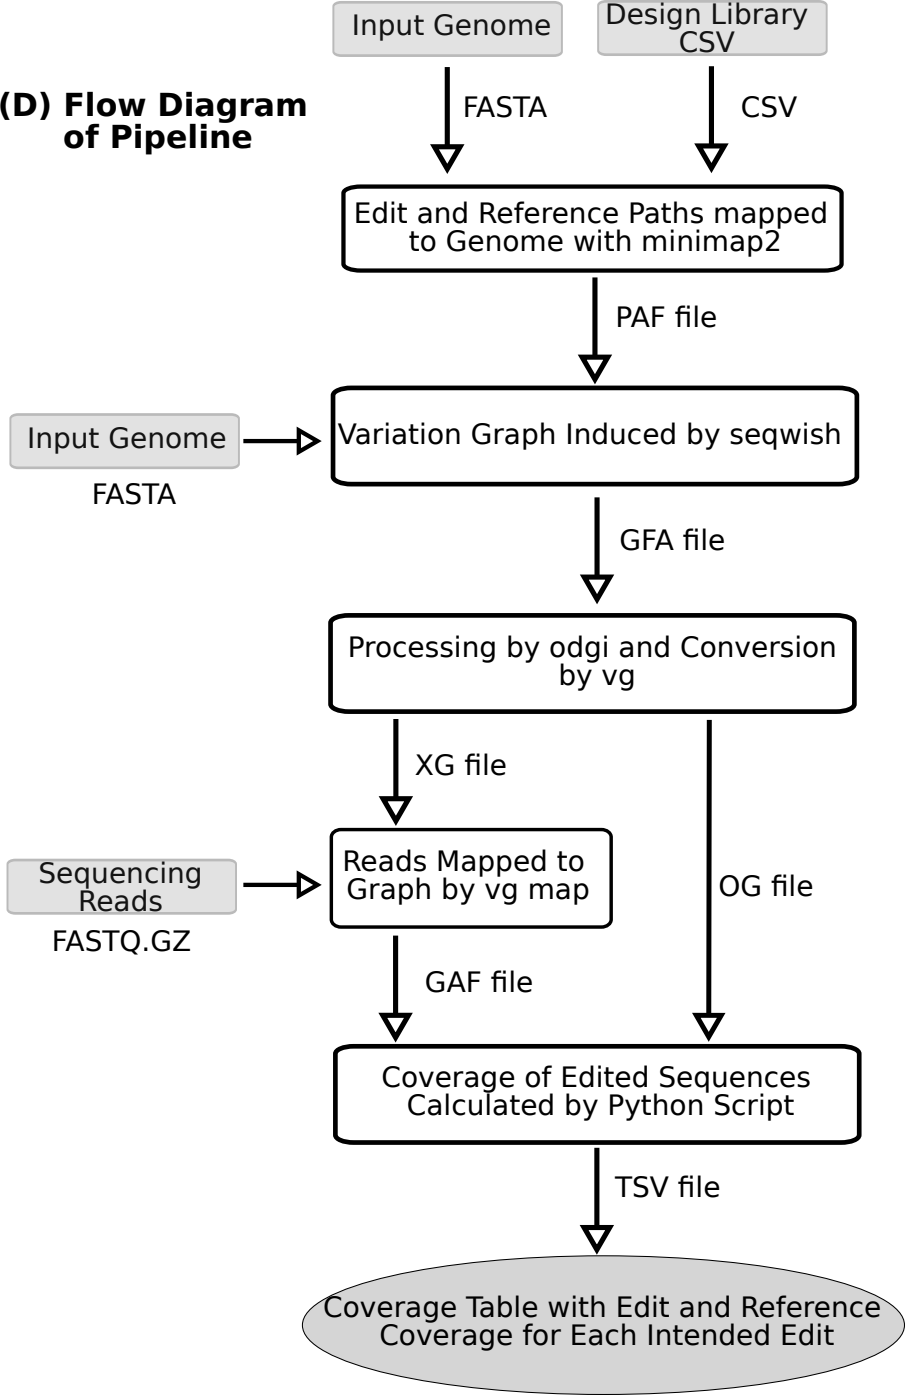 Input Genome
Design Library
CSV
(D) Flow Diagram
of Pipeline
FASTA
CSV
Edit and Reference Paths mapped
to Genome with minimap2
PAF file
Input Genome
FASTA
Variation Graph Induced by seqwish
GFA file
Processing by odgi and Conversion
by vg
XG file
Sequencing
Reads
FASTQ.GZ
Reads Mapped to
Graph by vg map
OG file
GAF file
Coverage of Edited Sequences
Calculated by Python Script
TSV file
Coverage Table with Edit and Reference
Coverage for Each Intended Edit